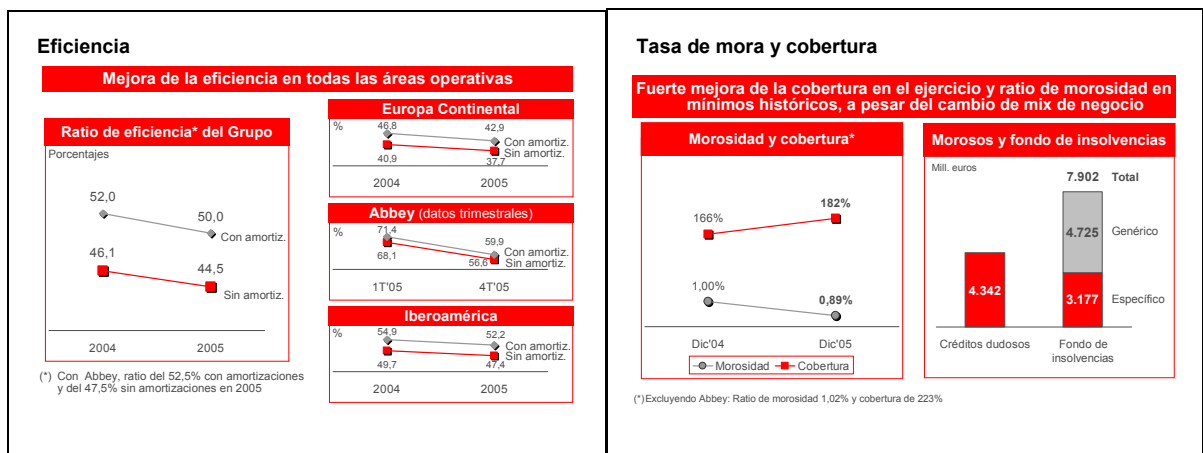 Eficiencia
Mejora de la eficiencia en todas las áreas operativas
Ratio de eficiencia* del Grupo
Porcentajes
52,0
50,0
Con amortiz.
46,1
44,5
Sin amortiz.
2004
2005
(*) Con Abbey, ratio del 52,5% con amortizaciones
y del 47,5% sin amortizaciones en 2005
Europa Continental
%
46,8
42,9
Con amortiz.
Sin amortiz.
40,9
37,7
2004
2005
Abbey (datos trimestrales)
%
71,4
59,9
Con amortiz.
68,1
56,6
Sin amortiz.
1T'05
4T'05
Iberoamérica
%
54,9
52,2
Con amortiz.
Sin amortiz.
49,7
47,4
2004
2005
Tasa de mora y cobertura
Fuerte mejora de la cobertura en el ejercicio y ratio de morosidad en
mínimos históricos, a pesar del cambio de mix de negocio
Morosidad y cobertura*
166%
182%
1,00%
0,89%
Dic'04
Dic'05
Morosidad
Cobertura
Morosos y fondo de insolvencias
Mill. euros
7.902
Total
4.725
Genérico
4.342
3.177
Específico
Créditos dudosos
Fondo de
insolvencias
(*)Excluyendo Abbey: Ratio de morosidad 1,02% y cobertura de 223%